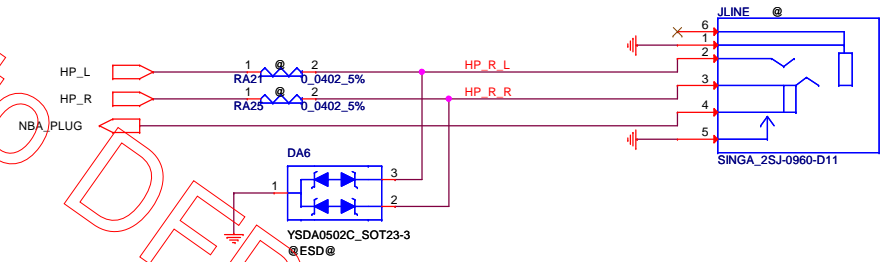 JLINE @
6
1
2
3
4
5
SINGA_2SJ-0960-D11
HP_L
1 @ 2
RA21 0_0402_5%
HP_R_L
HP_R
1 @ 2
RA25 0_0402_5%
HP_R_R
NBA_PLUG
DA6
3
1
2
YSDA0502C_SOT23-3
@ESD@